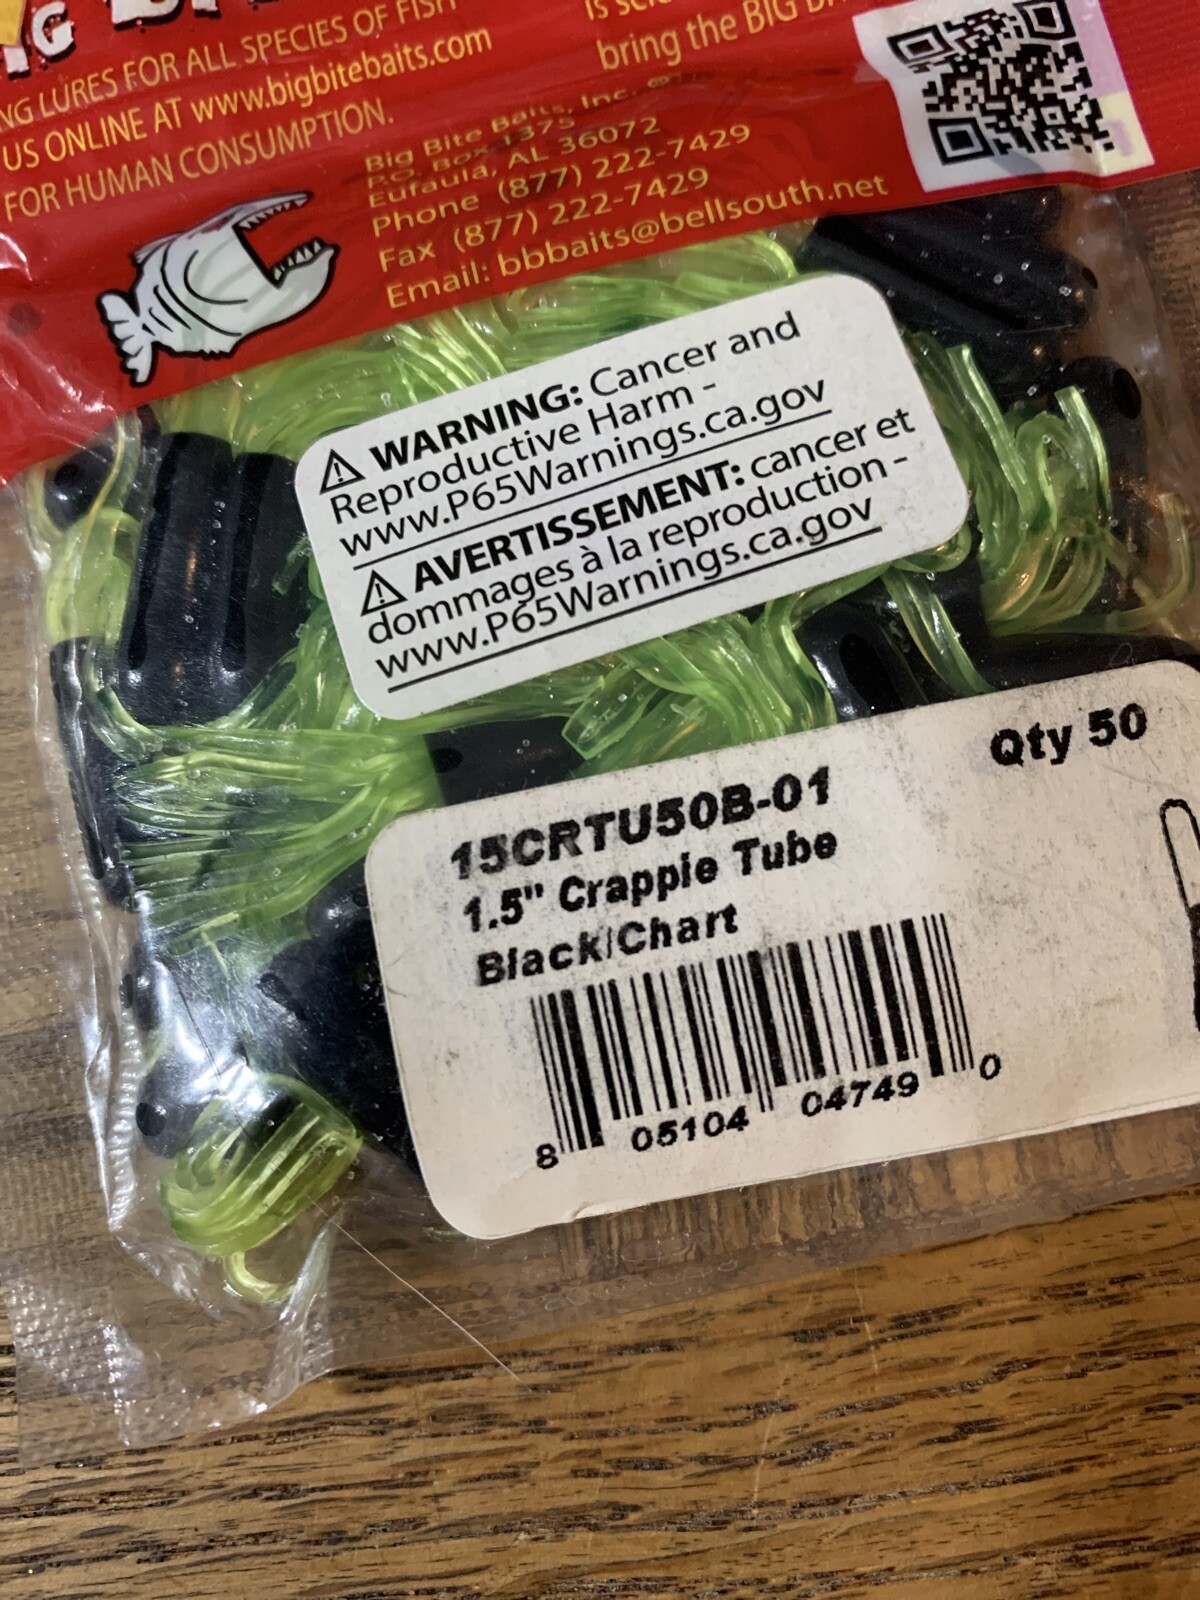 NG LURES FOR ALL SPECIES OF FISH
US ONLINE AT www.bigbitebaits.com
FOR HUMAN CONSUMPTION.
bring the BIG
Big Bite Baits, Inc. ®
P.O. Box 1375
Eufaula, AL 36072
Phone (877) 222-7429
Fax (877) 222-7429
Email: bbbaits@bellsouth.net
⚠ WARNING: Cancer and
Reproductive Harm -
www.P65Warnings.ca.gov
⚠ AVERTISSEMENT: cancer et
dommages à la reproduction -
www.P65Warnings.ca.gov
Qty 50
15CRTU50B-01
1.5" Crappie Tube
Black/Chart
8 05104 04749 0